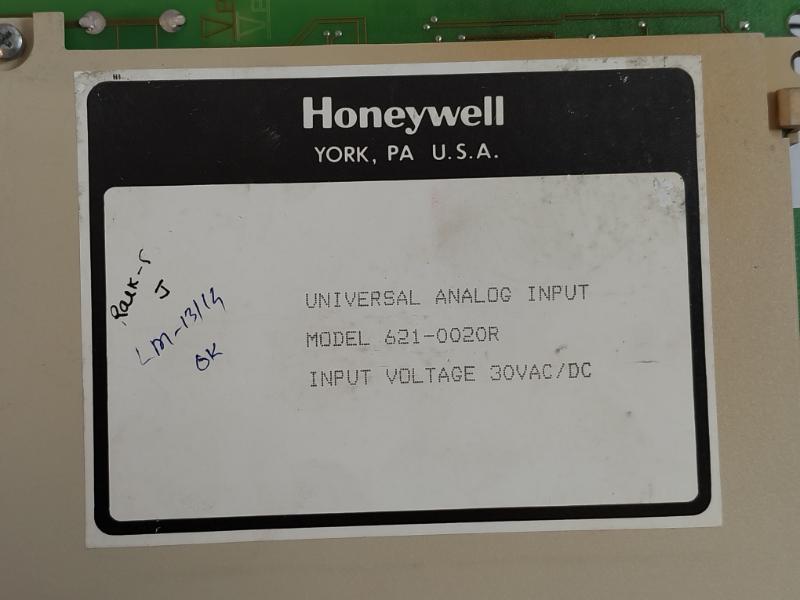 Honeywell
YORK, PA U.S.A.
UNIVERSAL ANALOG INPUT
MODEL 621-0020R
INPUT VOLTAGE 30VAC/DC
J
OK